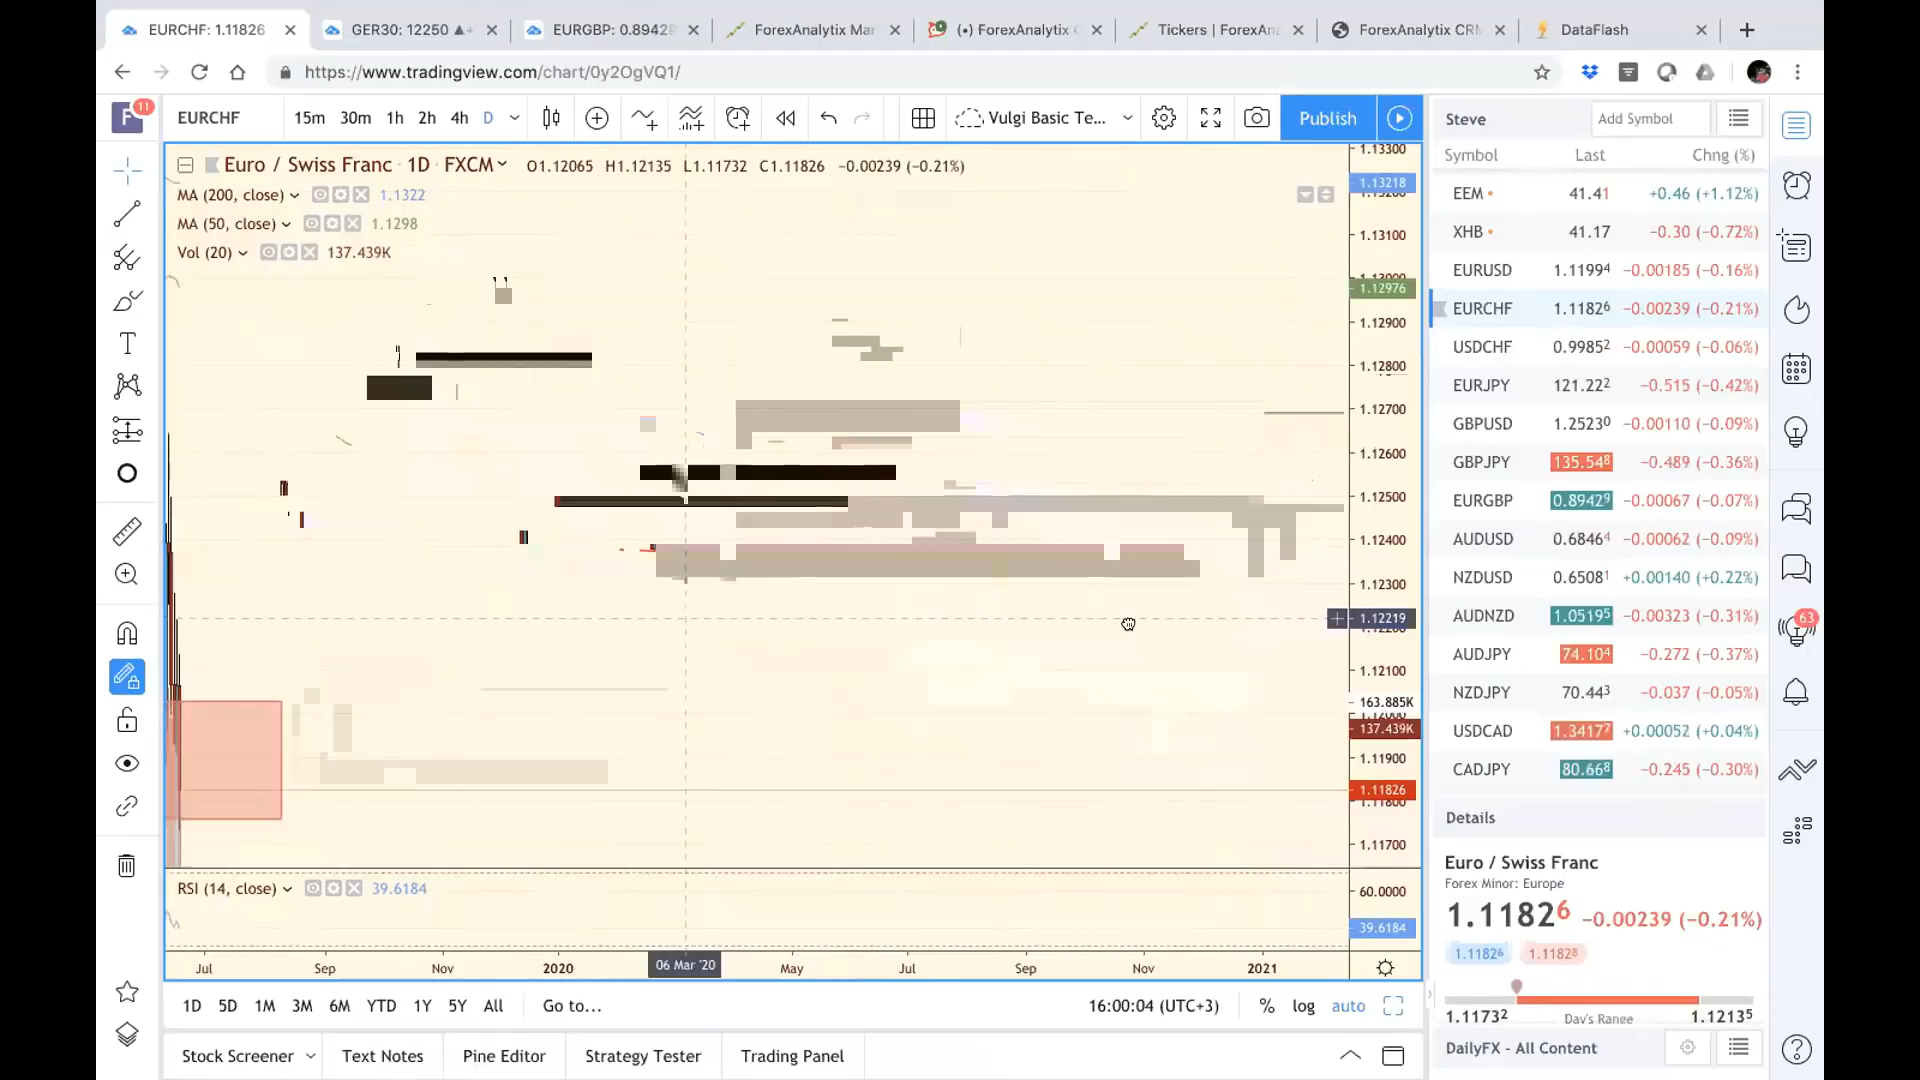 EURCHF: 1.11826
GER30: 12250
EURGBP: 0.8942
ForexAnalytix Mar
(•) ForexAnalytix
Tickers | ForexAna
ForexAnalytix CRM
DataFlash
https://www.tradingview.com/chart/0y2OgVQ1/
F 11
EURCHF 15m 30m 1h 2h 4h D
Vulgi Basic Te...
Publish
Euro / Swiss Franc · 1D · FXCM O1.12065 H1.12135 L1.11732 C1.11826 −0.00239 (−0.21%)
MA (200, close) 1.1322
MA (50, close) 1.1298
Vol (20) 137.439K
1.13300
1.13218
1.13100
1.13000
1.12976
1.12900
1.12800
1.12700
1.12600
1.12500
1.12400
1.12300
1.12219
1.12100
163.885K
137.439K
1.11900
1.11826
1.11800
1.11700
RSI (14, close) 39.6184
60.0000
39.6184
Jul Sep Nov 2020 06 Mar '20 May Jul Sep Nov 2021
1D 5D 1M 3M 6M YTD 1Y 5Y All Go to... 16:00:04 (UTC+3) % log auto
Stock Screener Text Notes Pine Editor Strategy Tester Trading Panel
Steve Add Symbol
Symbol Last Chng (%)
EEM 41.41 +0.46 (+1.12%)
XHB 41.17 −0.30 (−0.72%)
EURUSD 1.11994 −0.00185 (−0.16%)
EURCHF 1.11826 −0.00239 (−0.21%)
USDCHF 0.99852 −0.00059 (−0.06%)
EURJPY 121.222 −0.515 (−0.42%)
GBPUSD 1.25230 −0.00110 (−0.09%)
GBPJPY 135.548 −0.489 (−0.36%)
EURGBP 0.89429 −0.00067 (−0.07%)
AUDUSD 0.68464 −0.00062 (−0.09%)
NZDUSD 0.65081 +0.00140 (+0.22%)
AUDNZD 1.05195 −0.00323 (−0.31%)
AUDJPY 74.104 −0.272 (−0.37%)
NZDJPY 70.443 −0.037 (−0.05%)
USDCAD 1.34177 +0.00052 (+0.04%)
CADJPY 80.668 −0.245 (−0.30%)
Details
Euro / Swiss Franc
Forex Minor: Europe
1.11826 −0.00239 (−0.21%)
1.11826 1.11828
1.11732 Day's Range 1.12135
DailyFX - All Content
63